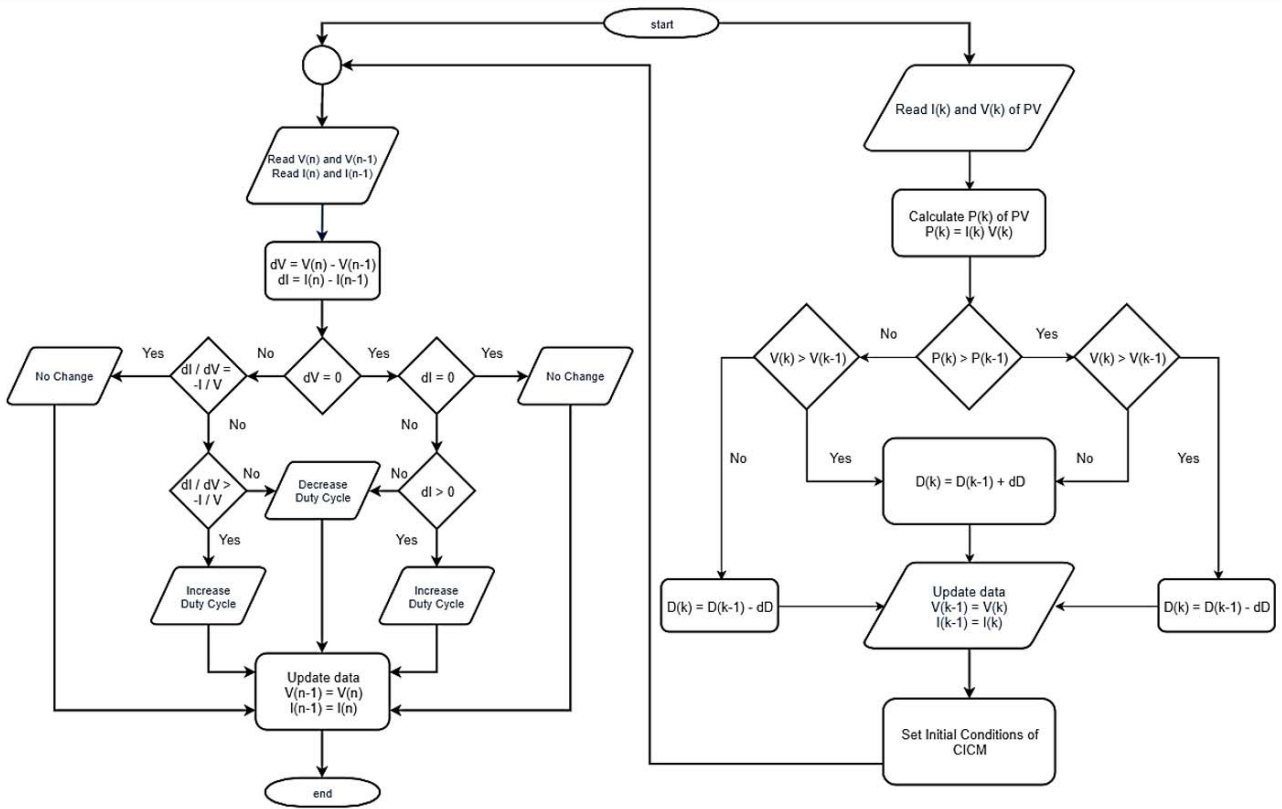 start
Read V(n) and V(n-1)
Read I(n) and I(n-1)
dV = V(n) - V(n-1)
dI = I(n) - I(n-1)
dV = 0
No
Yes
dI / dV =
-I / V
Yes
No Change
No
dI / dV >
-I / V
No
Yes
Increase
Duty Cycle
Decrease
Duty Cycle
dI = 0
Yes
No Change
No
dI > 0
No
Yes
Increase
Duty Cycle
Update data
V(n-1) = V(n)
I(n-1) = I(n)
end
Read I(k) and V(k) of PV
Calculate P(k) of PV
P(k) = I(k) V(k)
P(k) > P(k-1)
No
Yes
V(k) > V(k-1)
No
Yes
V(k) > V(k-1)
No
Yes
D(k) = D(k-1) + dD
D(k) = D(k-1) - dD
D(k) = D(k-1) - dD
Update data
V(k-1) = V(k)
I(k-1) = I(k)
Set Initial Conditions of
CICM